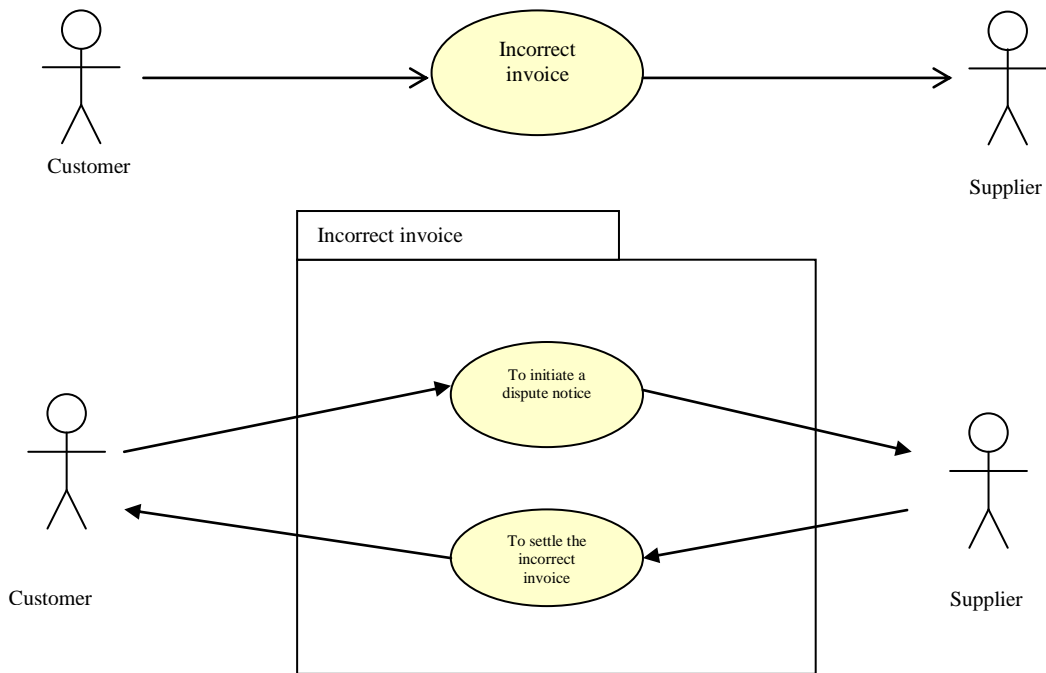 Incorrect
invoice
Customer
Supplier
Incorrect invoice
To initiate a
dispute notice
To settle the
incorrect
invoice
Customer
Supplier